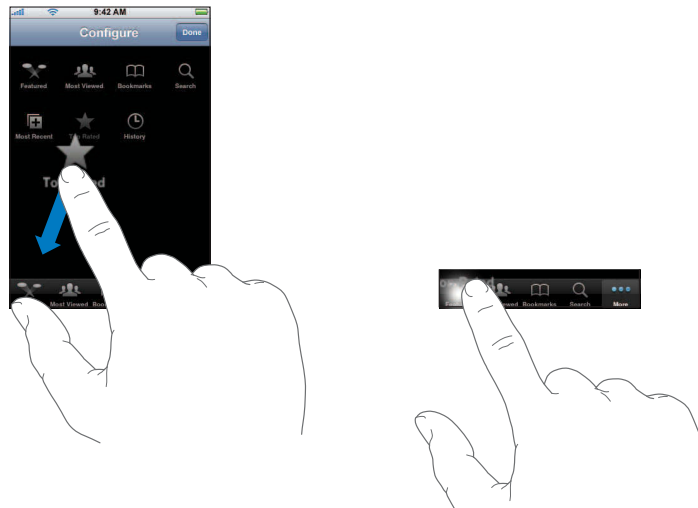 9:42 AM
Configure Done
Featured Most Viewed Bookmarks Search
Most Recent Top Rated History
Most Viewed
Bookmarks Search More